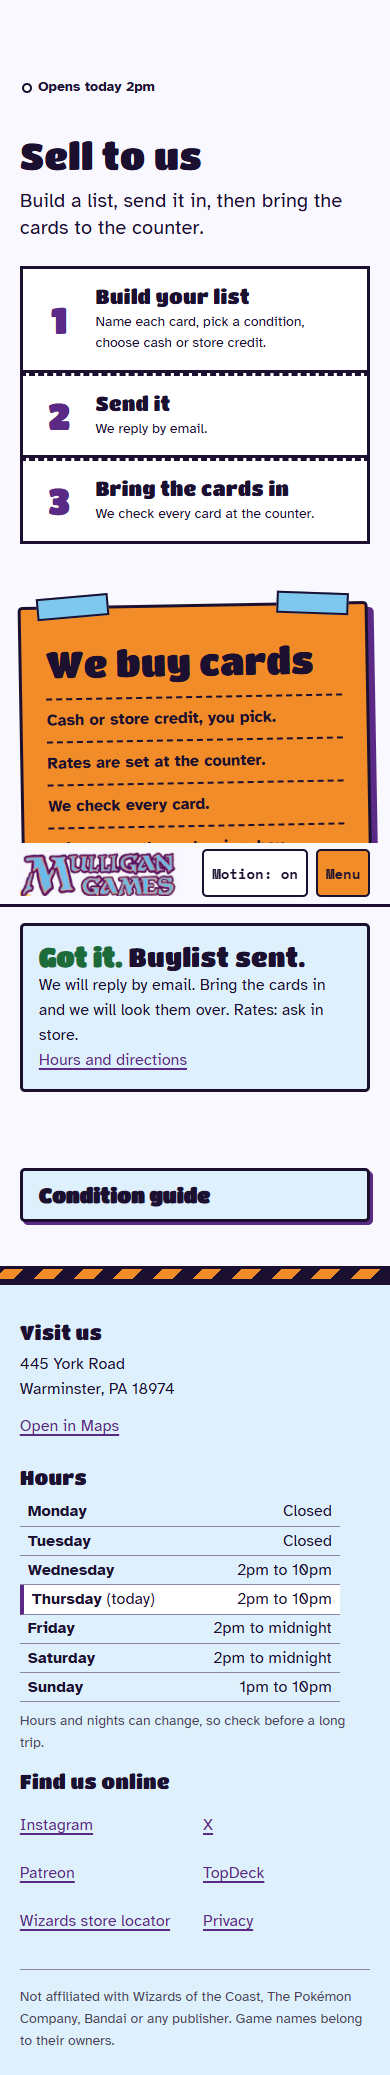 Opens today 2pm
Sell to us
Build a list, send it in, then bring the
cards to the counter.
1
Build your list
Name each card, pick a condition,
choose cash or store credit.
2
Send it
We reply by email.
3
Bring the cards in
We check every card at the counter.
We buy cards
Cash or store credit, you pick.
Rates are set at the counter.
We check every card.
MULLIGAN
GAMES
Motion: on
Menu
Got it. Buylist sent.
We will reply by email. Bring the cards in
and we will look them over. Rates: ask in
store.
Hours and directions
Condition guide
Visit us
445 York Road
Warminster, PA 18974
Open in Maps
Hours
Monday Closed
Tuesday Closed
Wednesday 2pm to 10pm
Thursday (today) 2pm to 10pm
Friday 2pm to midnight
Saturday 2pm to midnight
Sunday 1pm to 10pm
Hours and nights can change, so check before a long
trip.
Find us online
Instagram X
Patreon TopDeck
Wizards store locator Privacy
Not affiliated with Wizards of the Coast, The Pokémon
Company, Bandai or any publisher. Game names belong
to their owners.